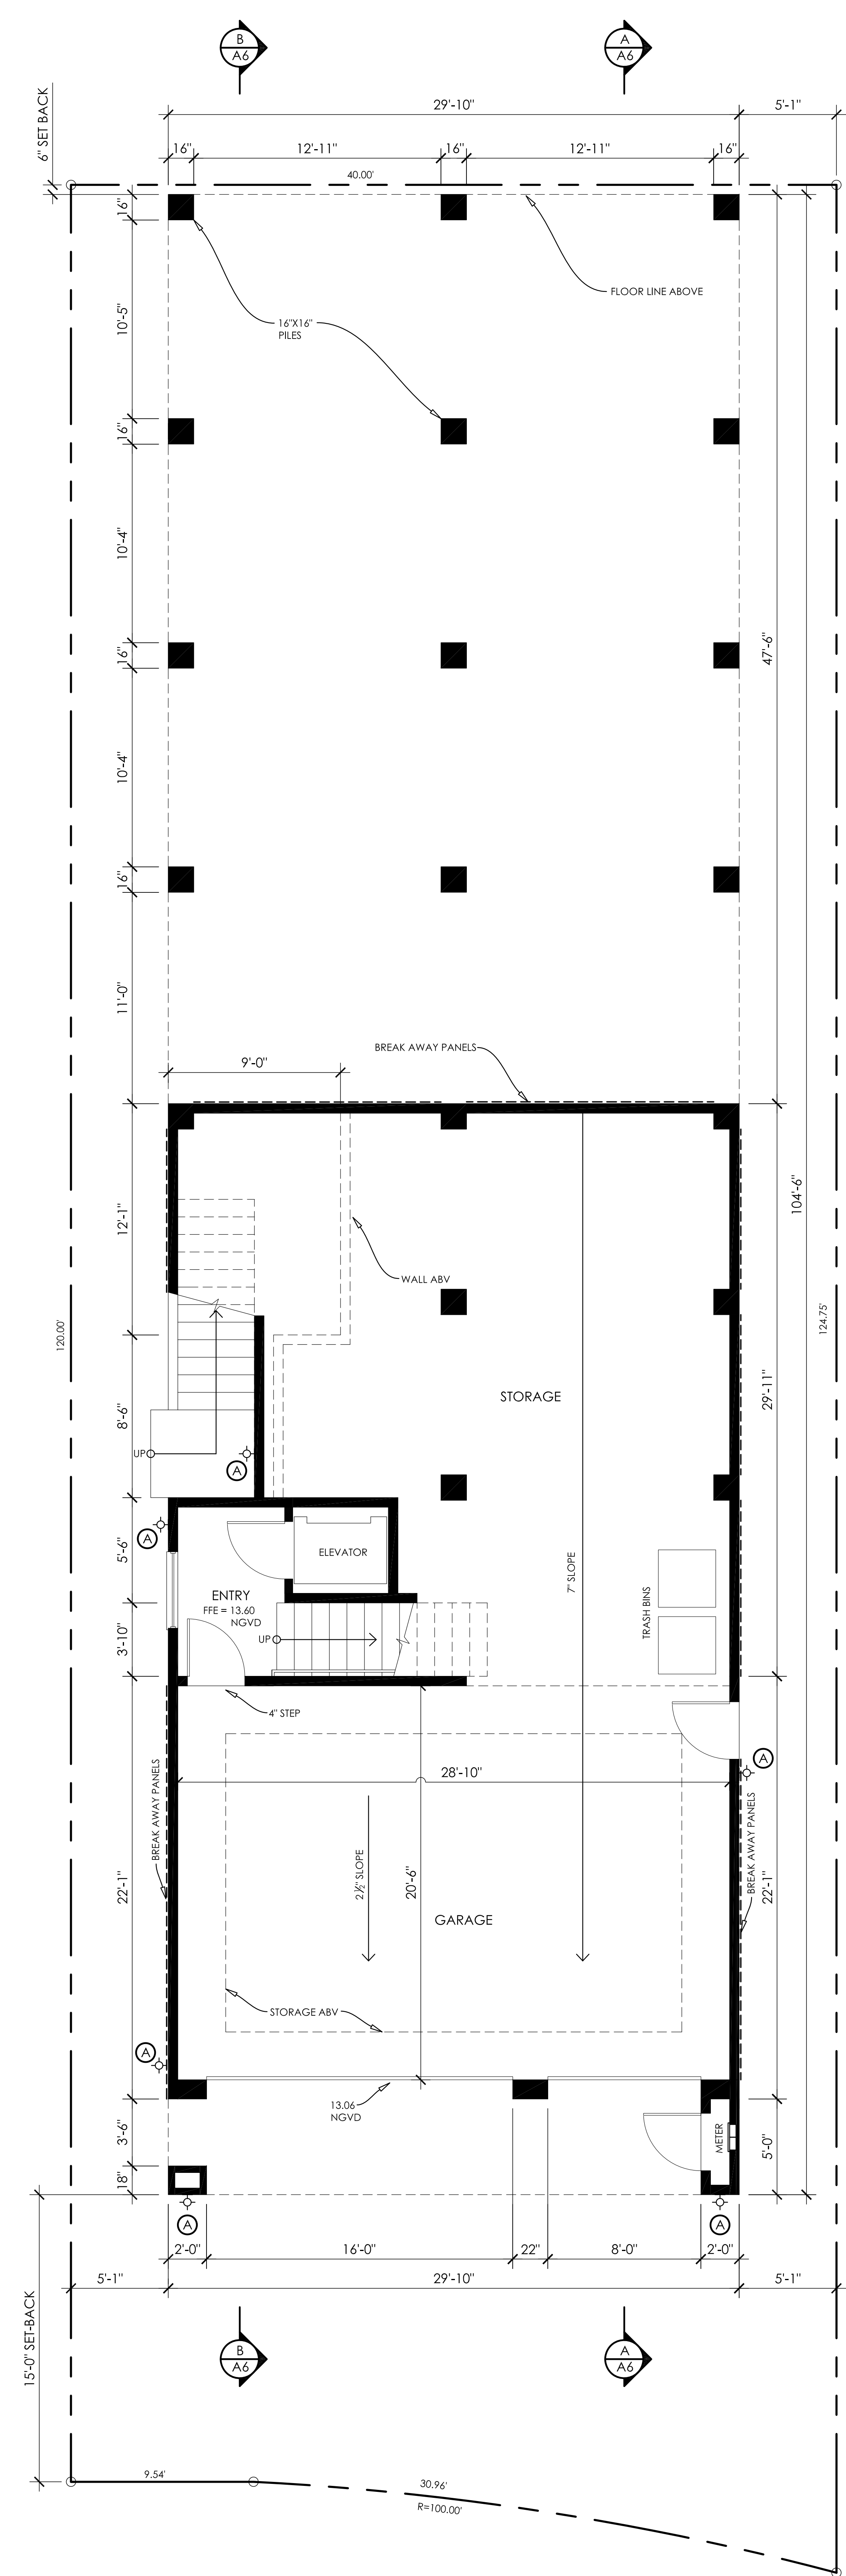 B
A6
A
A6
6" SET BACK
29'-10"
5'-1"
16"
12'-11"
16"
12'-11"
16"
40.00'
16"
FLOOR LINE ABOVE
16"X16"
PILES
10'-5"
16"
10'-4"
47'-6"
16"
10'-4"
16"
11'-0"
BREAK AWAY PANELS
9'-0"
104'-6"
12'-1"
WALL ABV
120.00'
124.75'
29'-11"
STORAGE
8'-6"
UP
A
A
5'-6"
ELEVATOR
7" SLOPE
ENTRY
FFE = 13.60
NGVD
TRASH BINS
3'-10"
UP
4" STEP
A
28'-10"
BREAK AWAY PANELS
BREAK AWAY PANELS
2 ½" SLOPE
20'-6"
22'-1"
22'-1"
GARAGE
STORAGE ABV
A
13.06
NGVD
3'-6"
METER
5'-0"
18"
A
A
2'-0"
16'-0"
22"
8'-0"
2'-0"
5'-1"
29'-10"
5'-1"
15'-0" SET-BACK
B
A6
A
A6
9.54'
30.96'
R=100.00'